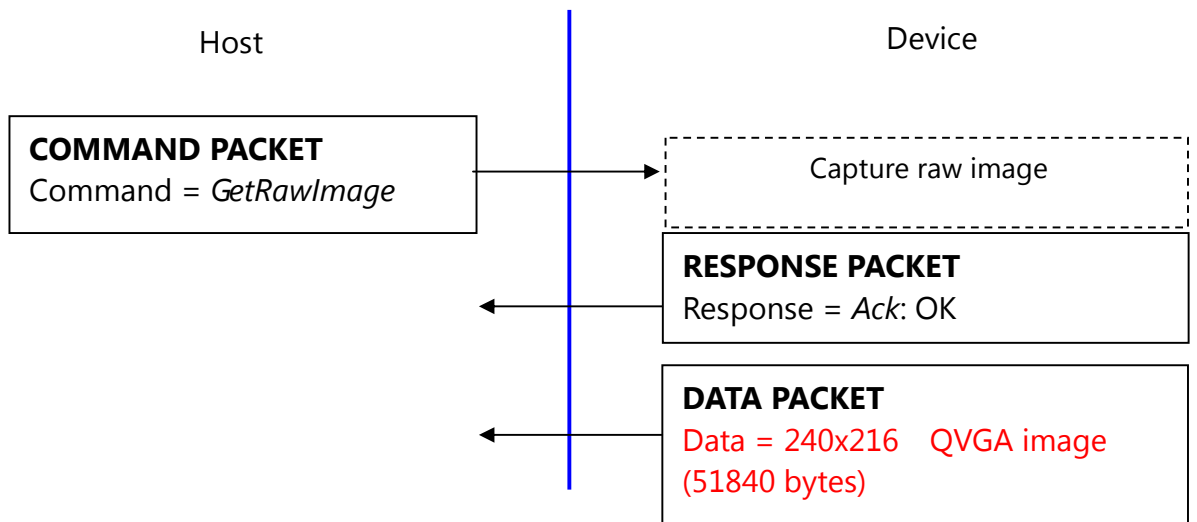 Host
Device
COMMAND PACKET
Command = GetRawImage
Capture raw image
RESPONSE PACKET
Response = Ack: OK
DATA PACKET
Data = 240x216 QVGA image
(51840 bytes)